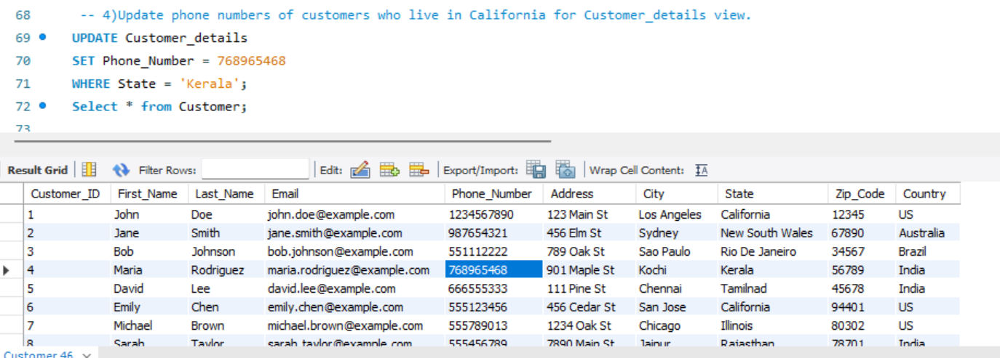 68 -- 4)Update phone numbers of customers who live in California for Customer_details view.
69 UPDATE Customer_details
70 SET Phone_Number = 768965468
71 WHERE State = 'Kerala';
72 Select * from Customer;
73
Result Grid Filter Rows: Edit: Export/Import: Wrap Cell Content: IA
Customer_ID First_Name Last_Name Email Phone_Number Address City State Zip_Code Country
1 John Doe john.doe@example.com 1234567890 123 Main St Los Angeles California 12345 US
2 Jane Smith jane.smith@example.com 987654321 456 Elm St Sydney New South Wales 67890 Australia
3 Bob Johnson bob.johnson@example.com 551112222 789 Oak St Sao Paulo Rio De Janeiro 34567 Brazil
4 Maria Rodriguez maria.rodriguez@example.com 768965468 901 Maple St Kochi Kerala 56789 India
5 David Lee david.lee@example.com 666555333 111 Pine St Chennai Tamilnad 45678 India
6 Emily Chen emily.chen@example.com 555123456 456 Cedar St San Jose California 94401 US
7 Michael Brown michael.brown@example.com 555789013 1234 Oak St Chicago Illinois 80302 US
8 Sarah Taylor sarah.taylor@example.com 555456789 7890 Main St Jaipur Rajasthan 78701 India
Customer 46